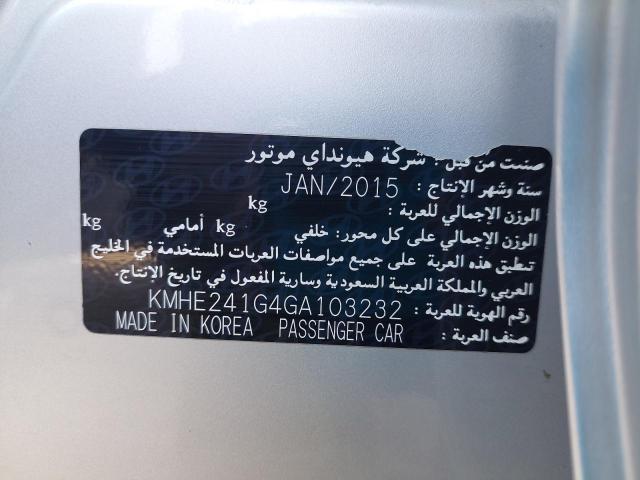 صنعت من قبل : شركة هيونداي موتور
سنة وشهر الإنتاج : JAN/2015
الوزن الإجمالي للعربة : kg
الوزن الإجمالي على كل محور: خلفي kg أمامي kg
تنطبق هذه العربة على جميع مواصفات العربات المستخدمة في الخليج
العربي والمملكة العربية السعودية وسارية المفعول في تاريخ الإنتاج.
رقم الهوية للعربة : KMHE241G4GA103232
صنف العربة : MADE IN KOREA PASSENGER CAR